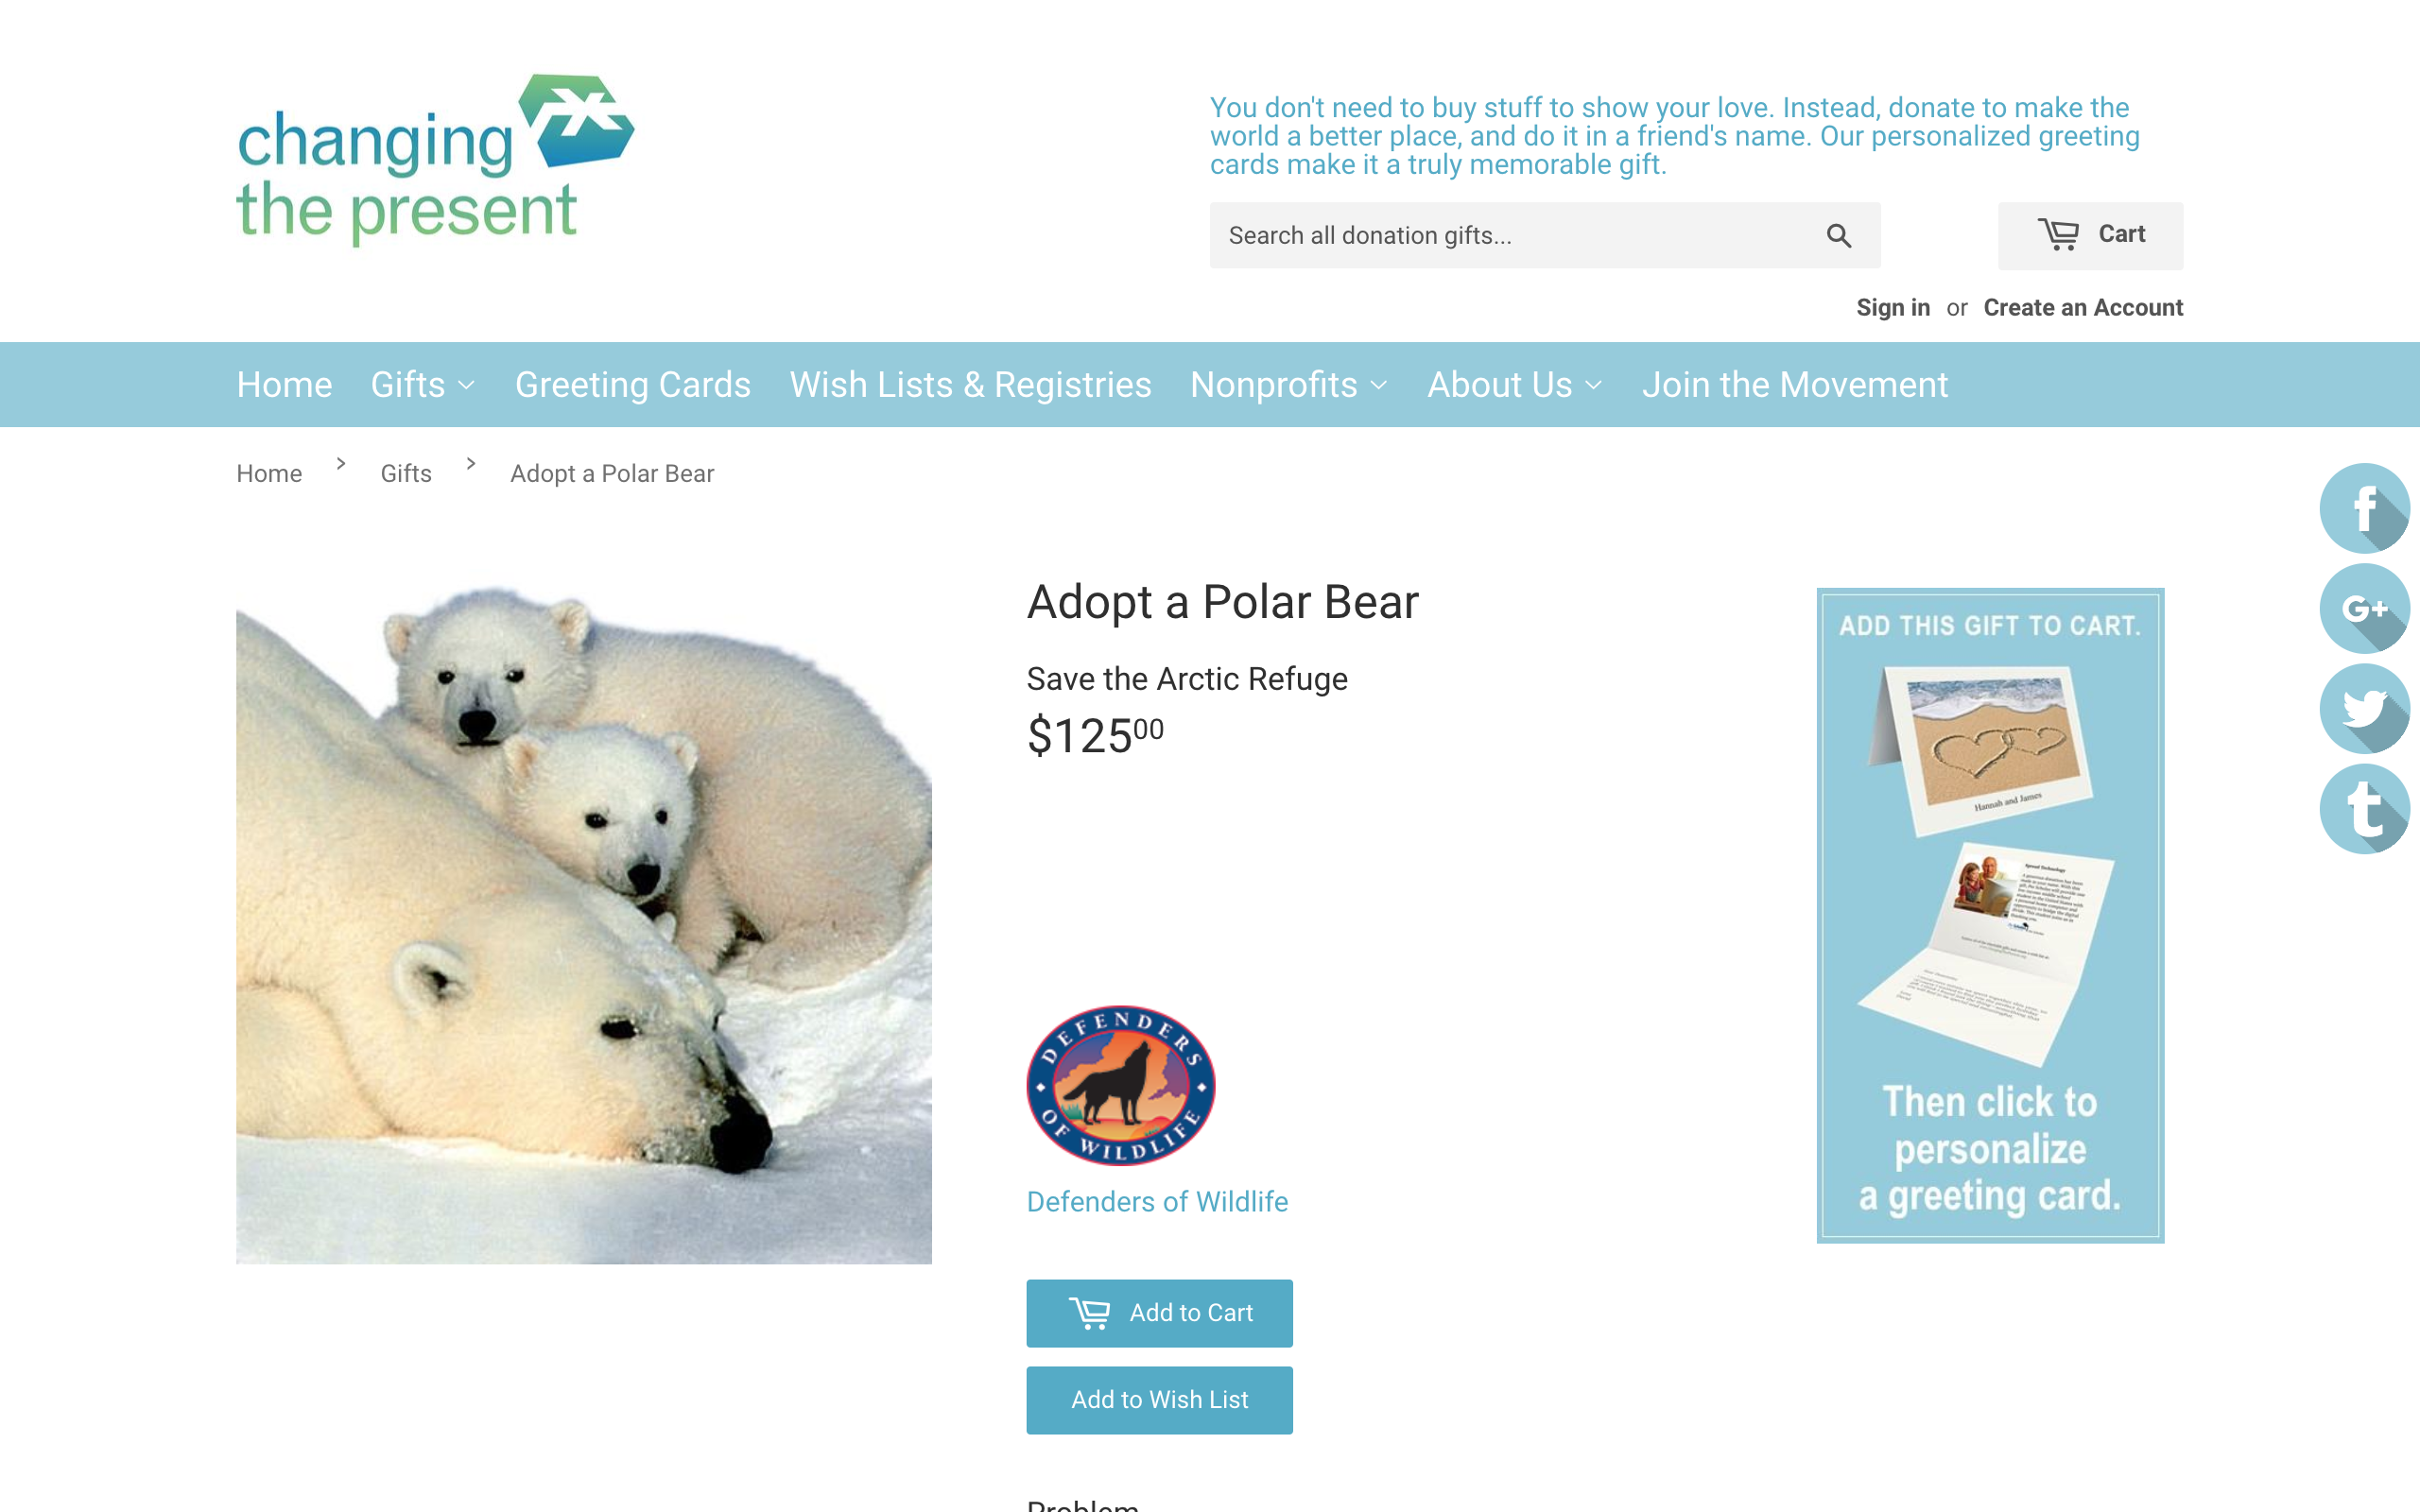 changing
the present
You don't need to buy stuff to show your love. Instead, donate to make the
world a better place, and do it in a friend's name. Our personalized greeting
cards make it a truly memorable gift.
Search all donation gifts...
Cart
Sign in or Create an Account
Home Gifts Greeting Cards Wish Lists & Registries Nonprofits About Us Join the Movement
Home > Gifts > Adopt a Polar Bear
Adopt a Polar Bear
Save the Arctic Refuge
$12500
DEFENDERS
OF WILDLIFE
Defenders of Wildlife
Add to Cart
Add to Wish List
Problem
ADD THIS GIFT TO CART.
Hannah and James
Then click to
personalize
a greeting card.
f
G+
t